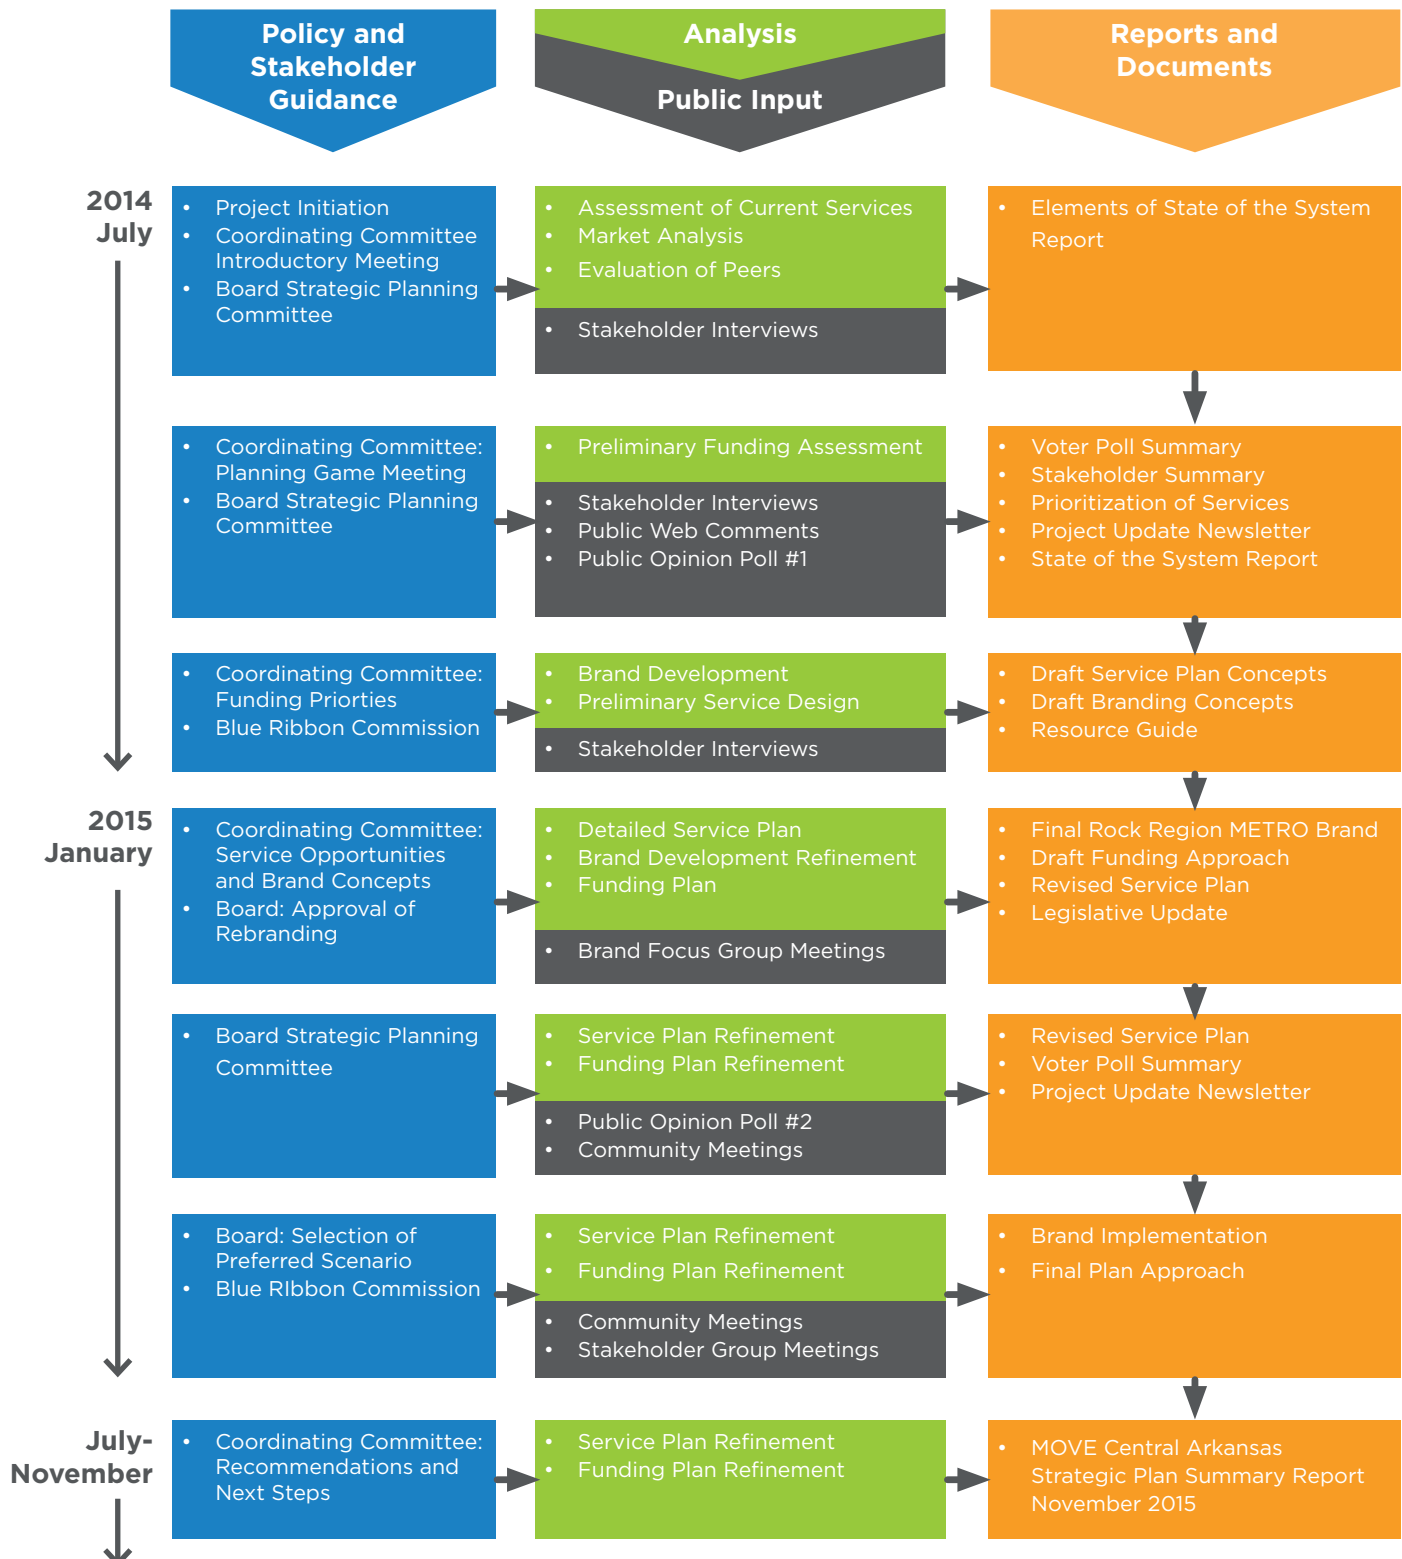 Policy and
Stakeholder
Guidance
Analysis
Public Input
Reports and
Documents
2014
July
• Project Initiation
• Coordinating Committee
Introductory Meeting
• Board Strategic Planning
Committee
• Assessment of Current Services
• Market Analysis
• Evaluation of Peers
• Stakeholder Interviews
• Elements of State of the System
Report
• Coordinating Committee:
Planning Game Meeting
• Board Strategic Planning
Committee
• Preliminary Funding Assessment
• Stakeholder Interviews
• Public Web Comments
• Public Opinion Poll #1
• Voter Poll Summary
• Stakeholder Summary
• Prioritization of Services
• Project Update Newsletter
• State of the System Report
• Coordinating Committee:
Funding Priorties
• Blue Ribbon Commission
• Brand Development
• Preliminary Service Design
• Stakeholder Interviews
• Draft Service Plan Concepts
• Draft Branding Concepts
• Resource Guide
2015
January
• Coordinating Committee:
Service Opportunities
and Brand Concepts
• Board: Approval of
Rebranding
• Detailed Service Plan
• Brand Development Refinement
• Funding Plan
• Brand Focus Group Meetings
• Final Rock Region METRO Brand
• Draft Funding Approach
• Revised Service Plan
• Legislative Update
• Board Strategic Planning
Committee
• Service Plan Refinement
• Funding Plan Refinement
• Public Opinion Poll #2
• Community Meetings
• Revised Service Plan
• Voter Poll Summary
• Project Update Newsletter
• Board: Selection of
Preferred Scenario
• Blue RIbbon Commission
• Service Plan Refinement
• Funding Plan Refinement
• Community Meetings
• Stakeholder Group Meetings
• Brand Implementation
• Final Plan Approach
July-
November
• Coordinating Committee:
Recommendations and
Next Steps
• Service Plan Refinement
• Funding Plan Refinement
• MOVE Central Arkansas
Strategic Plan Summary Report
November 2015